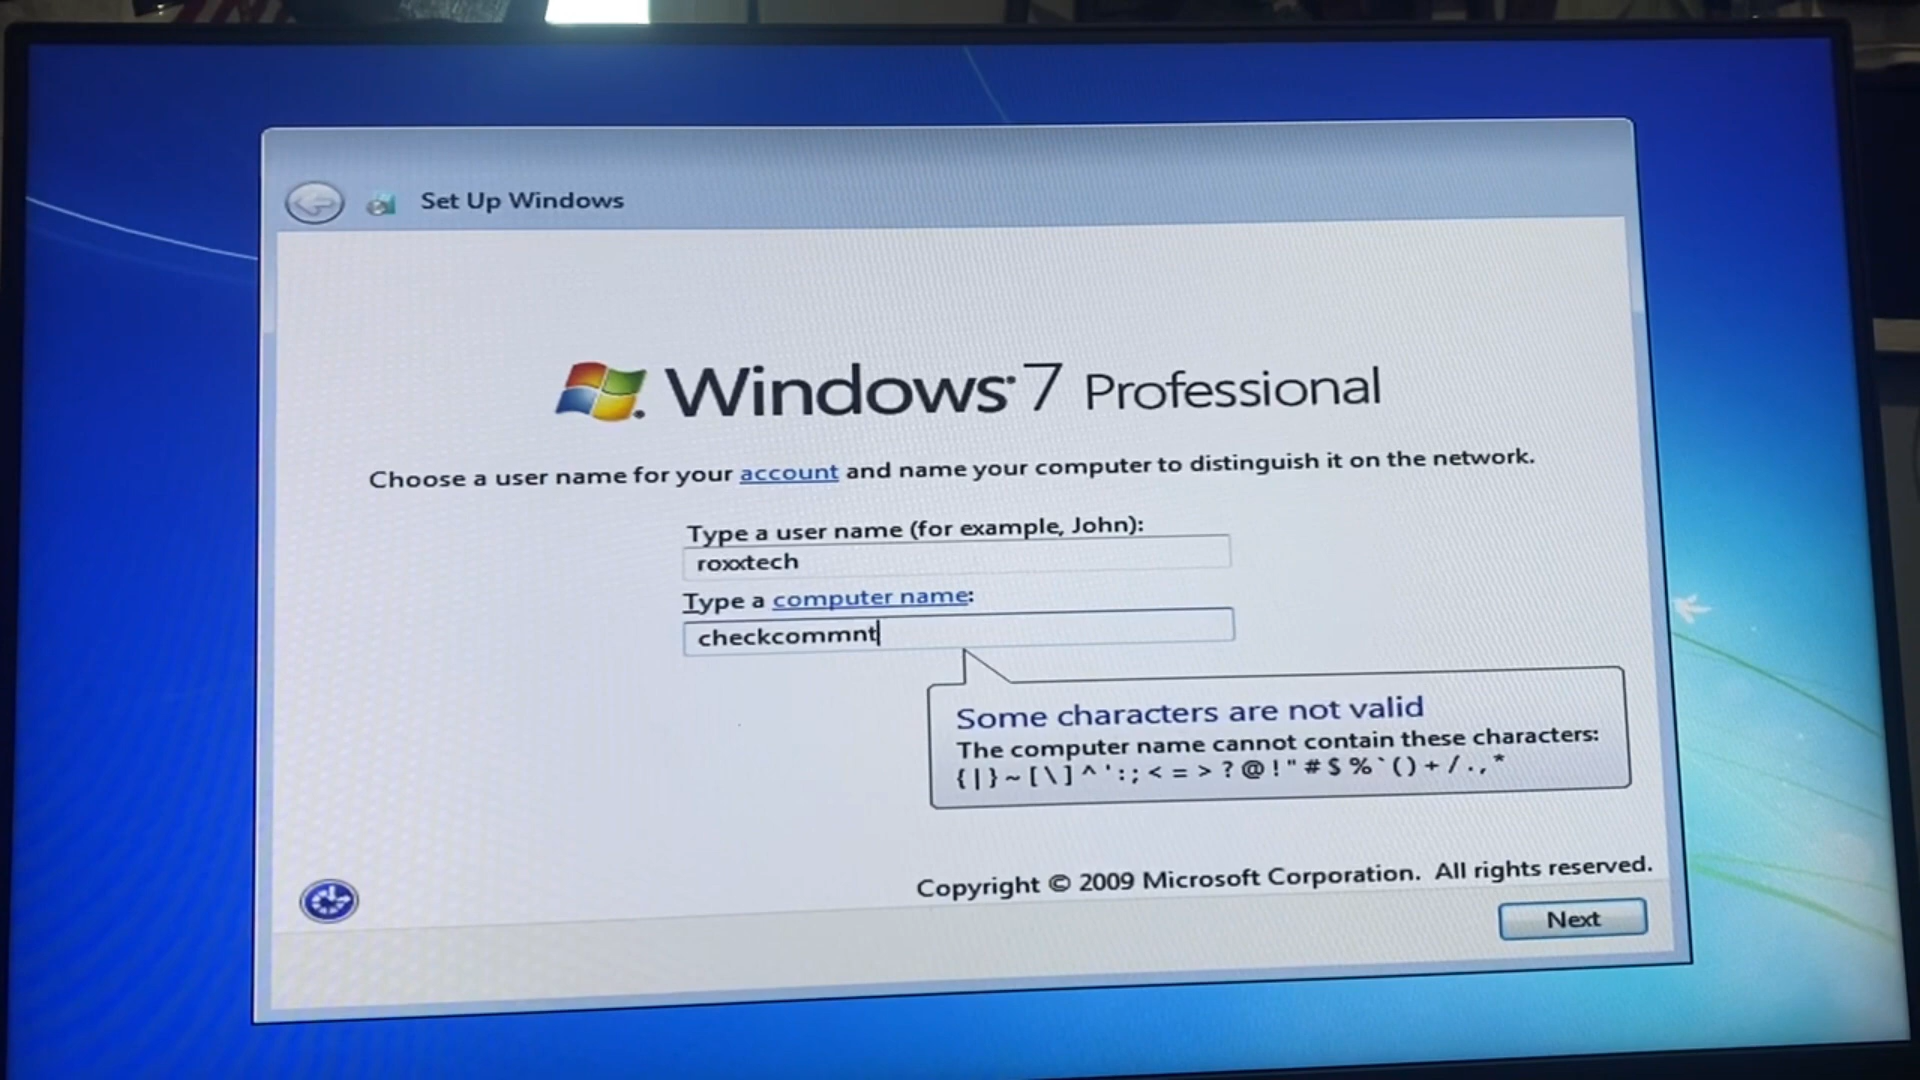 Set Up Windows
Windows 7 Professional
Choose a user name for your account and name your computer to distinguish it on the network.
Type a user name (for example, John):
roxxtech
Type a computer name:
checkcommnt
Some characters are not valid
The computer name cannot contain these characters:
{ | } ~ [ \ ] ^ ' : ; < = > ? @ ! " # $ % ` ( ) + / . , *
Copyright © 2009 Microsoft Corporation. All rights reserved.
Next